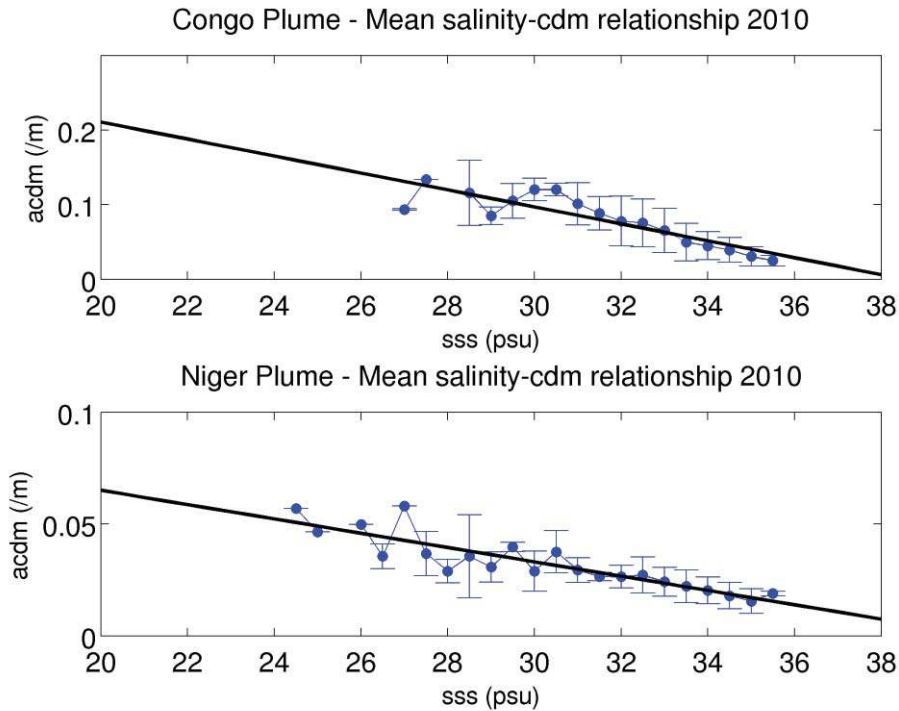 Congo Plume - Mean salinity-cdm relationship 2010
acdm (/m)
0.2
0.1
0
20 22 24 26 28 30 32 34 36 38
sss (psu)
Niger Plume - Mean salinity-cdm relationship 2010
acdm (/m)
0.1
0.05
0
20 22 24 26 28 30 32 34 36 38
sss (psu)